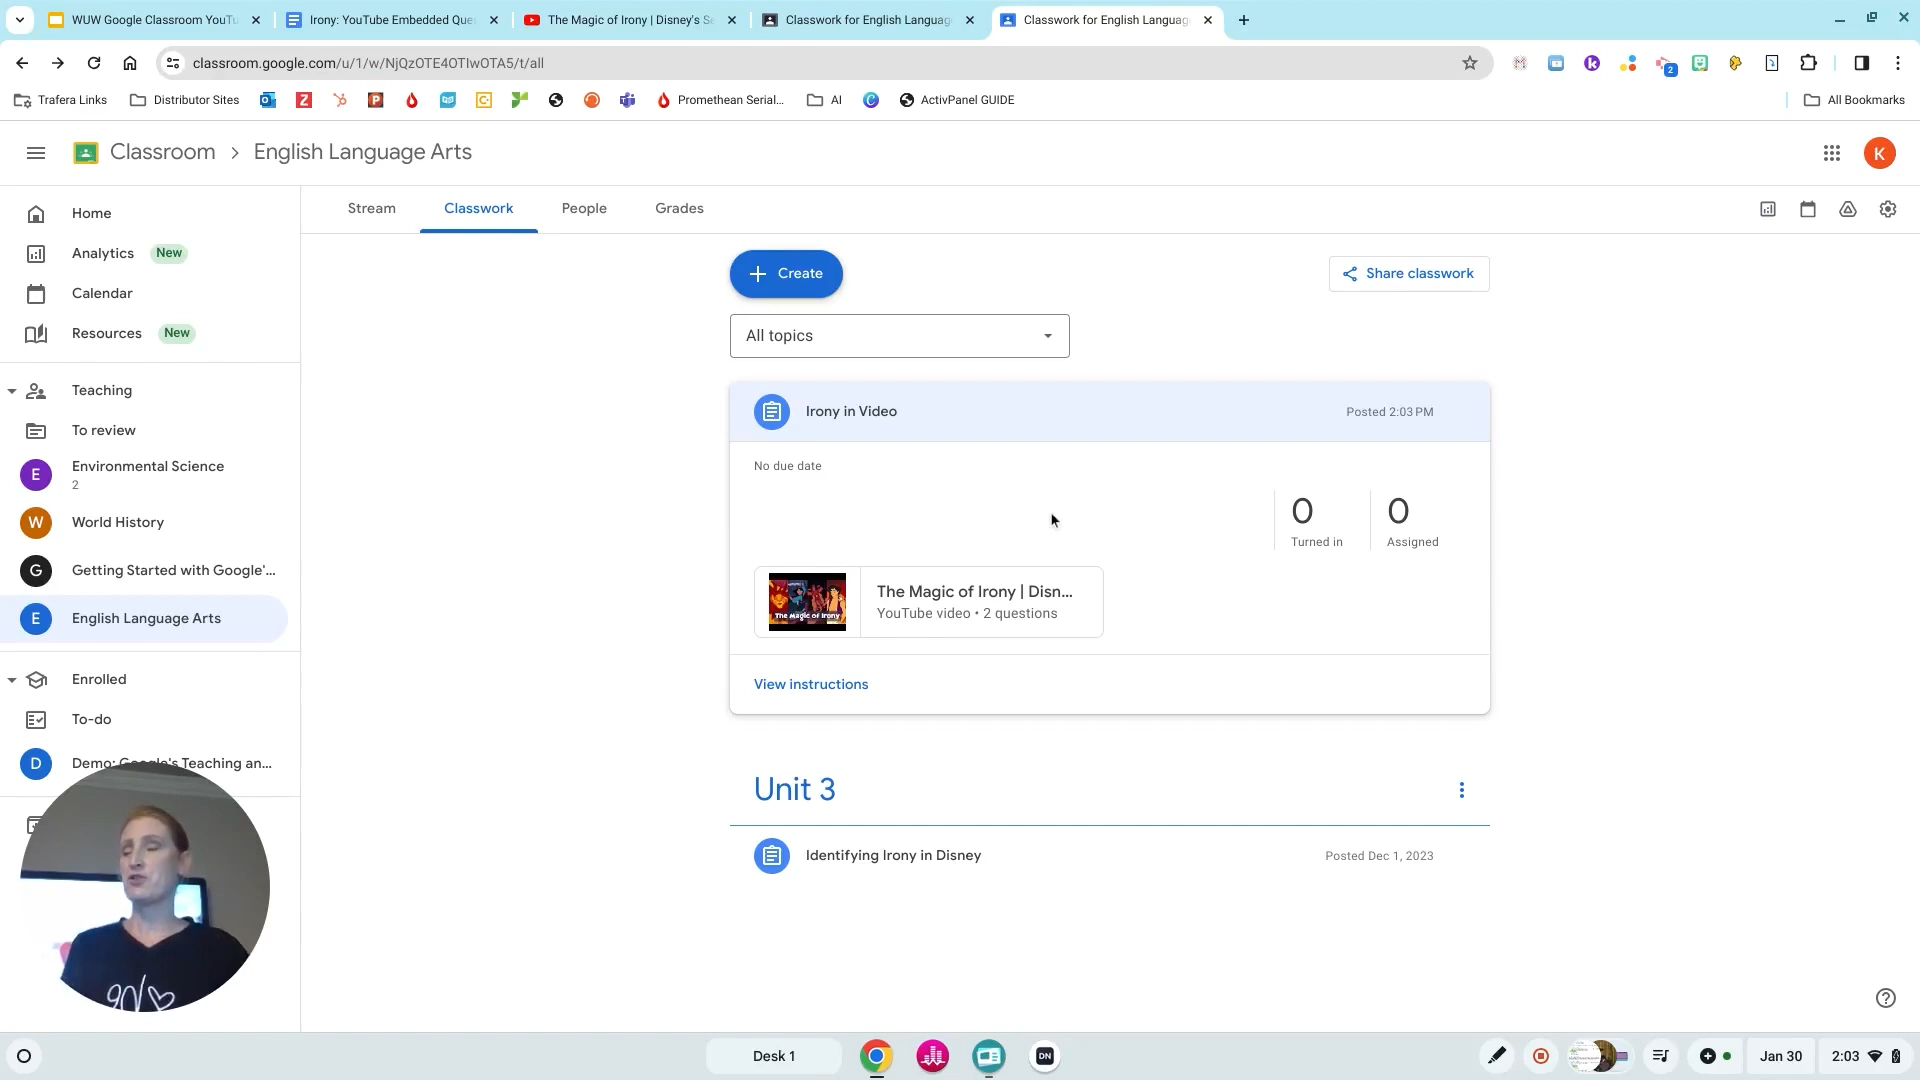 WUW Google Classroom YouTu
Irony: YouTube Embedded Que
The Magic of Irony | Disney's Se
Classwork for English Languag
Classwork for English Languag
classroom.google.com/u/1/w/NjQzOTE4OTIwOTA5/t/all
Trafera Links
Distributor Sites
Promethean Serial...
AI
ActivPanel GUIDE
All Bookmarks
Classroom > English Language Arts
K
Stream
Classwork
People
Grades
Home
Analytics New
Calendar
Resources New
Teaching
To review
E Environmental Science
2
W World History
G Getting Started with Google'...
E English Language Arts
Enrolled
To-do
D Demo: Google's Teaching an...
+ Create
Share classwork
All topics
Irony in Video
Posted 2:03 PM
No due date
0
Turned in
0
Assigned
The Magic of Irony
The Magic of Irony | Disn...
YouTube video • 2 questions
View instructions
Unit 3
Identifying Irony in Disney
Posted Dec 1, 2023
Desk 1
DN
Jan 30
2:03